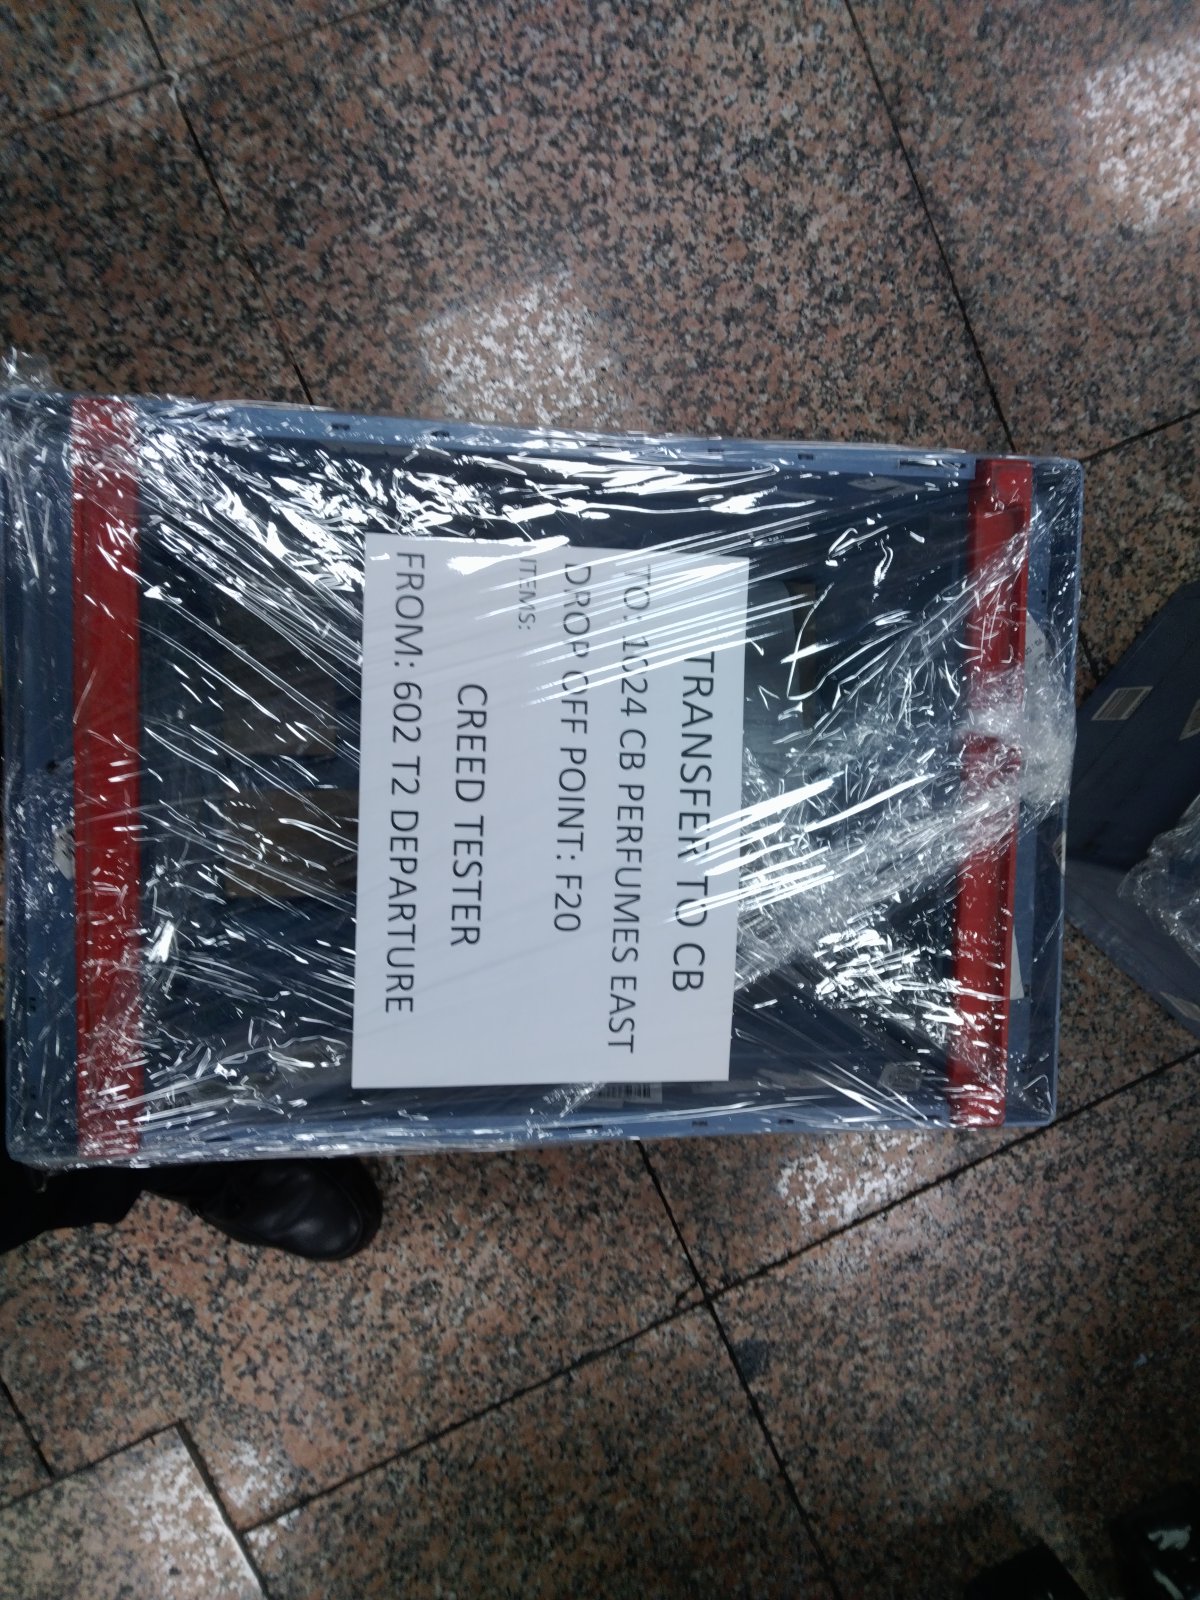 TRANSFER TO CB
TO: 1024 CB PERFUMES EAST
DROP OFF POINT: F20
ITEMS:
CREED TESTER
FROM: 602 T2 DEPARTURE